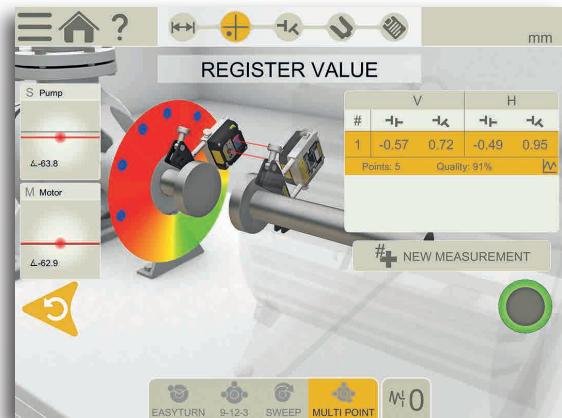 ?
mm
REGISTER VALUE
S Pump
∠-63.8
M Motor
∠-62.9
V H
#
1 -0.57 0.72 -0.49 0.95
Points: 5 Quality: 91%
# NEW MEASUREMENT
EASYTURN 9-12-3 SWEEP MULTI POINT 0